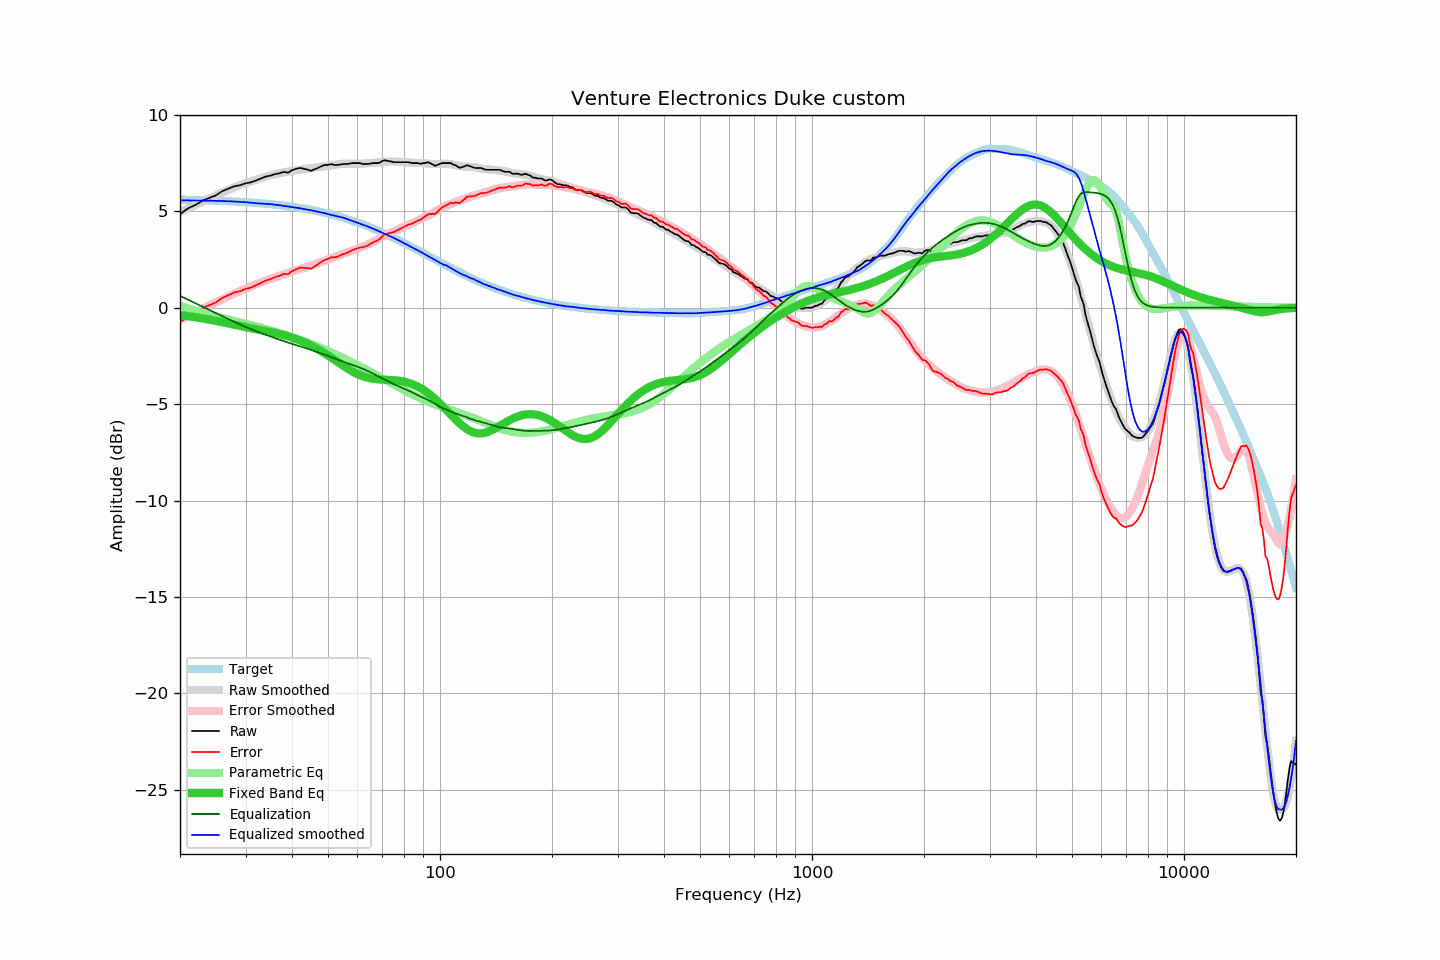 Venture Electronics Duke custom
10
5
0
−5
−10
−15
−20
−25
Amplitude (dBr)
Target
Raw Smoothed
Error Smoothed
Raw
Error
Parametric Eq
Fixed Band Eq
Equalization
Equalized smoothed
100
1000
10000
Frequency (Hz)